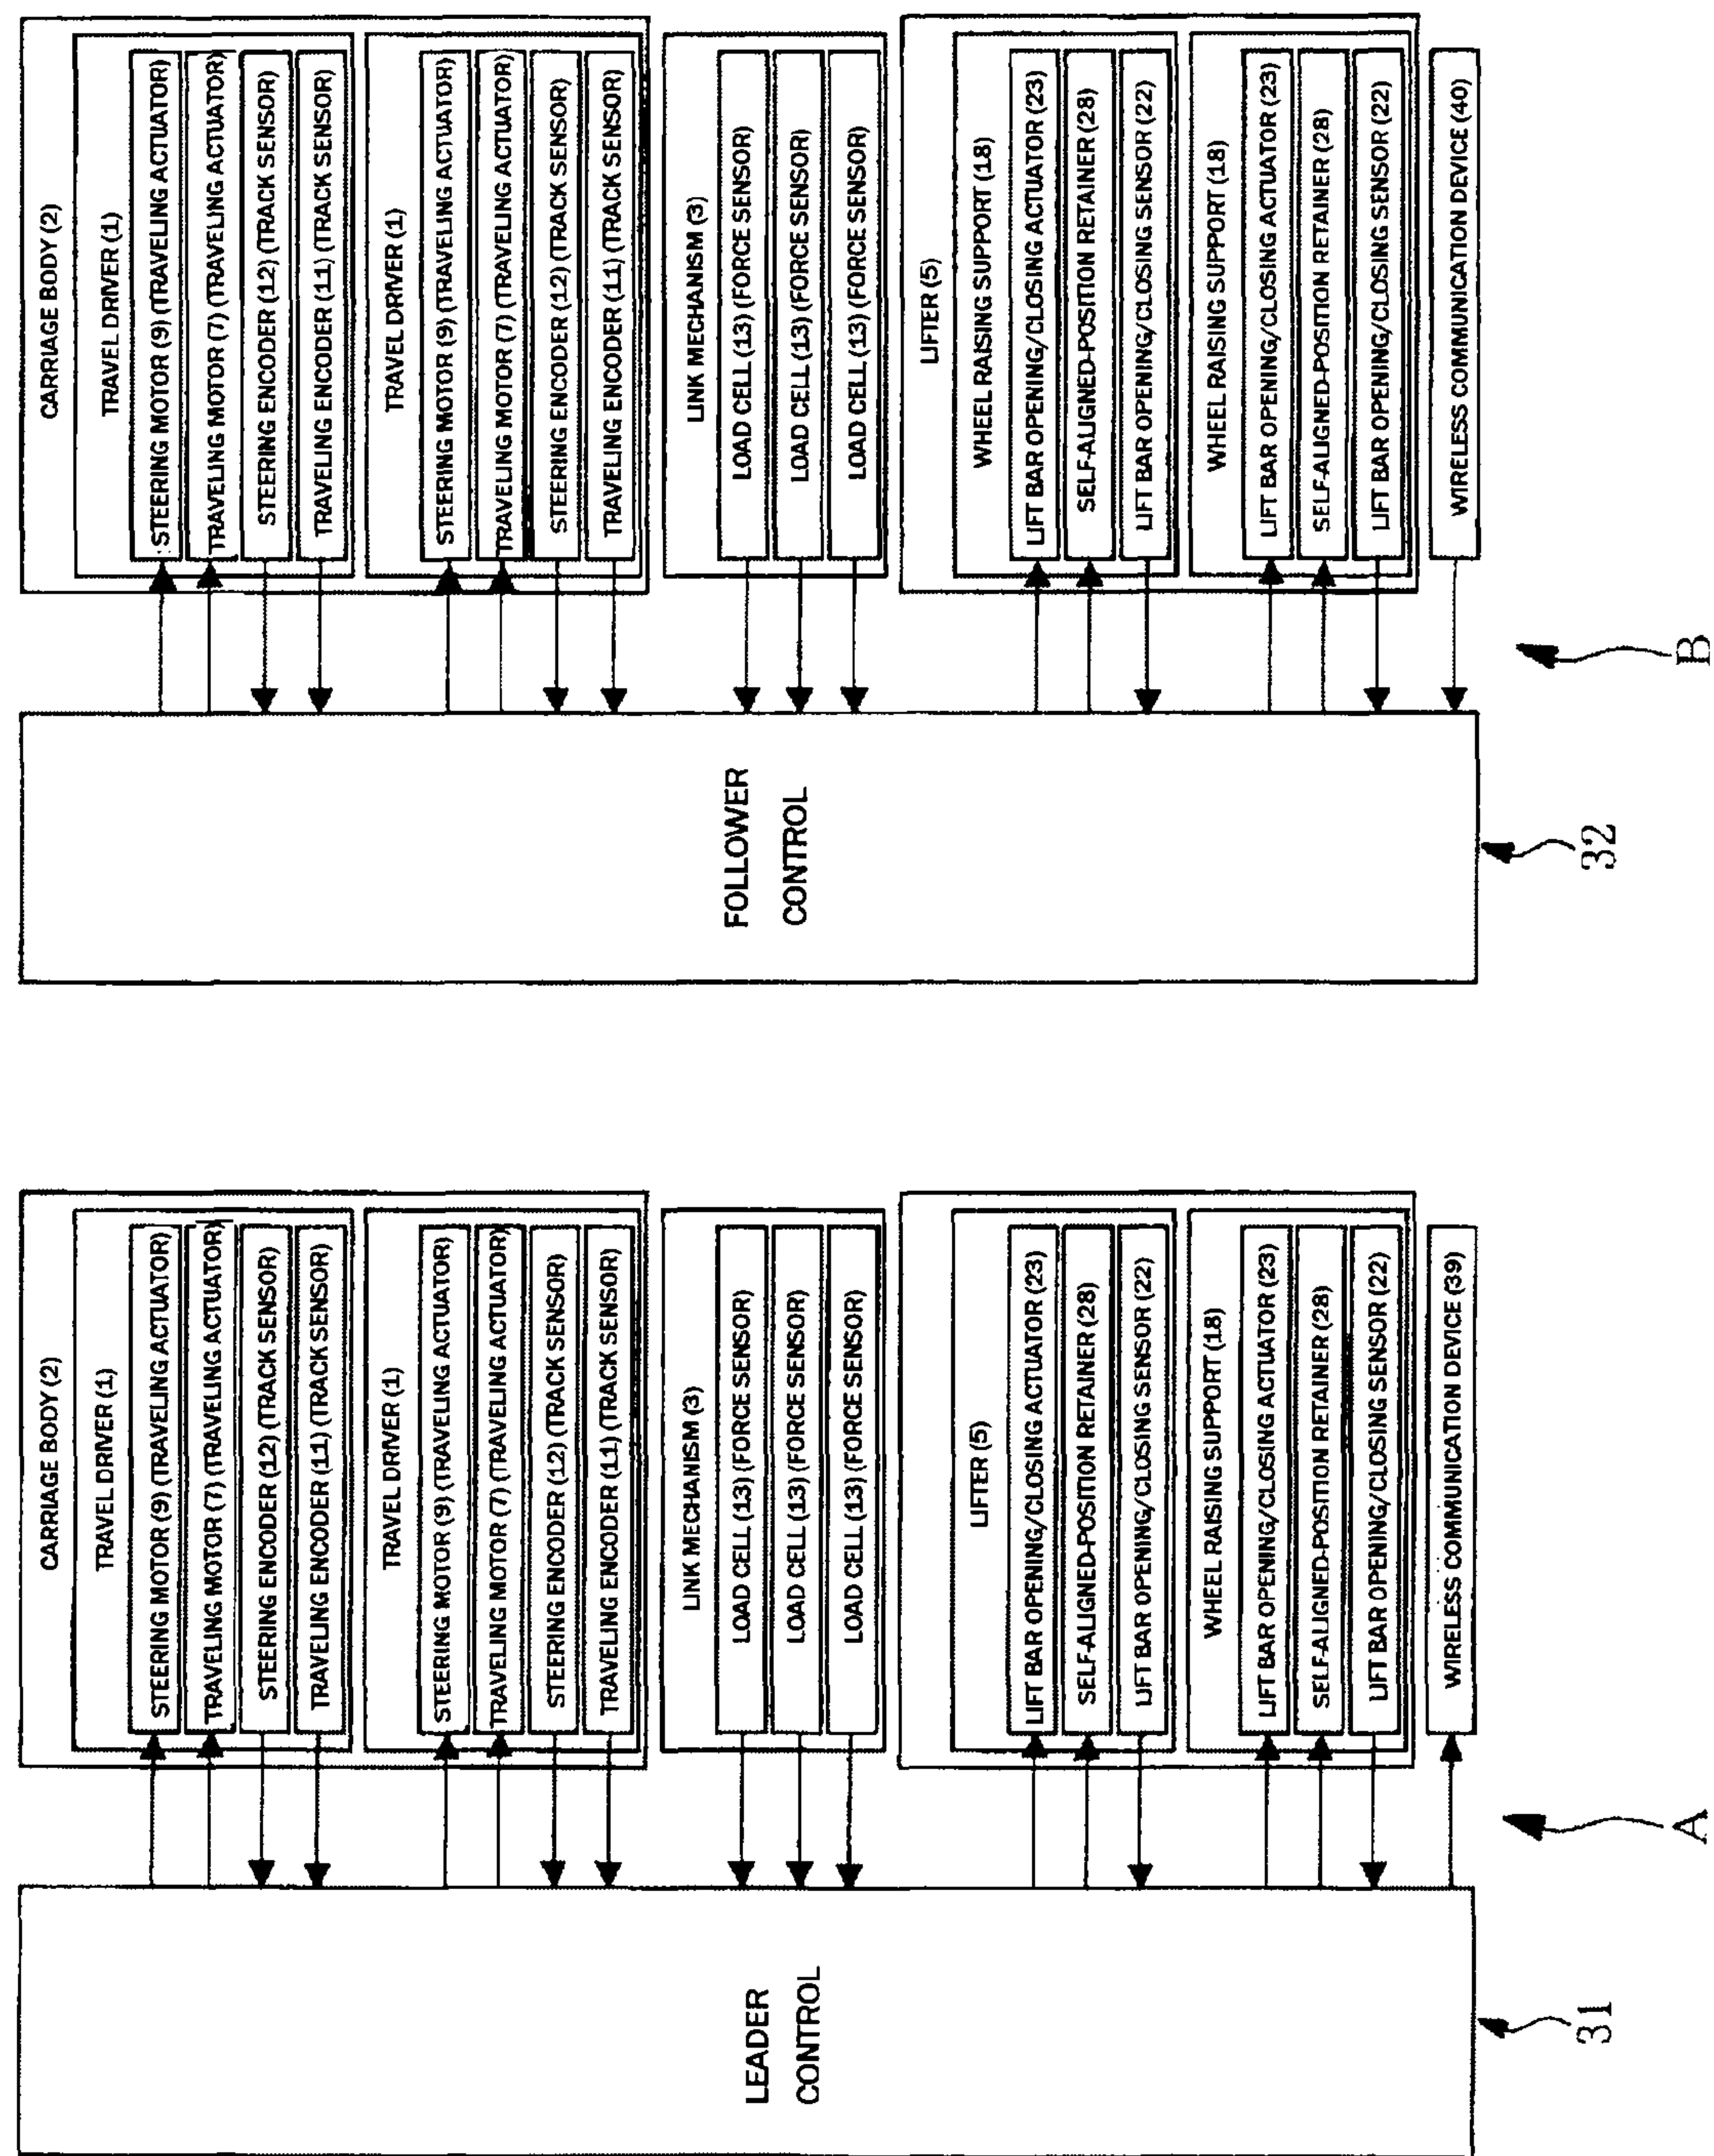 LEADER
CONTROL
31
A
CARRIAGE BODY (2)
TRAVEL DRIVER (1)
STEERING MOTOR (9) (TRAVELING ACTUATOR)
TRAVELING MOTOR (7) (TRAVELING ACTUATOR)
STEERING ENCODER (12) (TRACK SENSOR)
TRAVELING ENCODER (11) (TRACK SENSOR)
TRAVEL DRIVER (1)
STEERING MOTOR (9) (TRAVELING ACTUATOR)
TRAVELING MOTOR (7) (TRAVELING ACTUATOR)
STEERING ENCODER (12) (TRACK SENSOR)
TRAVELING ENCODER (11) (TRACK SENSOR)
LINK MECHANISM (3)
LOAD CELL (13) (FORCE SENSOR)
LOAD CELL (13) (FORCE SENSOR)
LOAD CELL (13) (FORCE SENSOR)
LIFTER (5)
LIFT BAR OPENING/CLOSING ACTUATOR (23)
SELF-ALIGNED-POSITION RETAINER (28)
LIFT BAR OPENING/CLOSING SENSOR (22)
WHEEL RAISING SUPPORT (18)
LIFT BAR OPENING/CLOSING ACTUATOR (23)
SELF-ALIGNED-POSITION RETAINER (28)
LIFT BAR OPENING/CLOSING SENSOR (22)
WIRELESS COMMUNICATION DEVICE (39)
FOLLOWER
CONTROL
32
B
CARRIAGE BODY (2)
TRAVEL DRIVER (1)
STEERING MOTOR (9) (TRAVELING ACTUATOR)
TRAVELING MOTOR (7) (TRAVELING ACTUATOR)
STEERING ENCODER (12) (TRACK SENSOR)
TRAVELING ENCODER (11) (TRACK SENSOR)
TRAVEL DRIVER (1)
STEERING MOTOR (9) (TRAVELING ACTUATOR)
TRAVELING MOTOR (7) (TRAVELING ACTUATOR)
STEERING ENCODER (12) (TRACK SENSOR)
TRAVELING ENCODER (11) (TRACK SENSOR)
LINK MECHANISM (3)
LOAD CELL (13) (FORCE SENSOR)
LOAD CELL (13) (FORCE SENSOR)
LOAD CELL (13) (FORCE SENSOR)
LIFTER (5)
WHEEL RAISING SUPPORT (18)
LIFT BAR OPENING/CLOSING ACTUATOR (23)
SELF-ALIGNED-POSITION RETAINER (28)
LIFT BAR OPENING/CLOSING SENSOR (22)
WHEEL RAISING SUPPORT (18)
LIFT BAR OPENING/CLOSING ACTUATOR (23)
SELF-ALIGNED-POSITION RETAINER (28)
LIFT BAR OPENING/CLOSING SENSOR (22)
WIRELESS COMMUNICATION DEVICE (40)